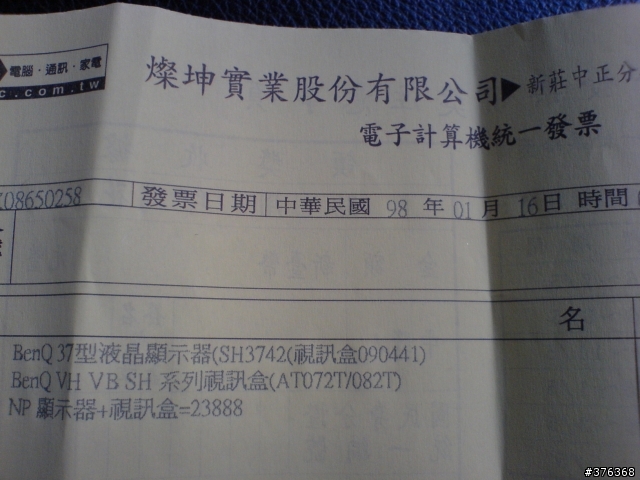 電腦‧通訊‧家電
c.com.tw
燦坤實業股份有限公司▶新莊中正分
電子計算機統一發票
08650258 發票日期 中華民國 98 年 01 月 16日 時間
名
BenQ 37型液晶顯示器(SH3742(視訊盒090441)
BenQ VH VB SH 系列視訊盒(AT072T/082T)
NP 顯示器+視訊盒=23888
#376368